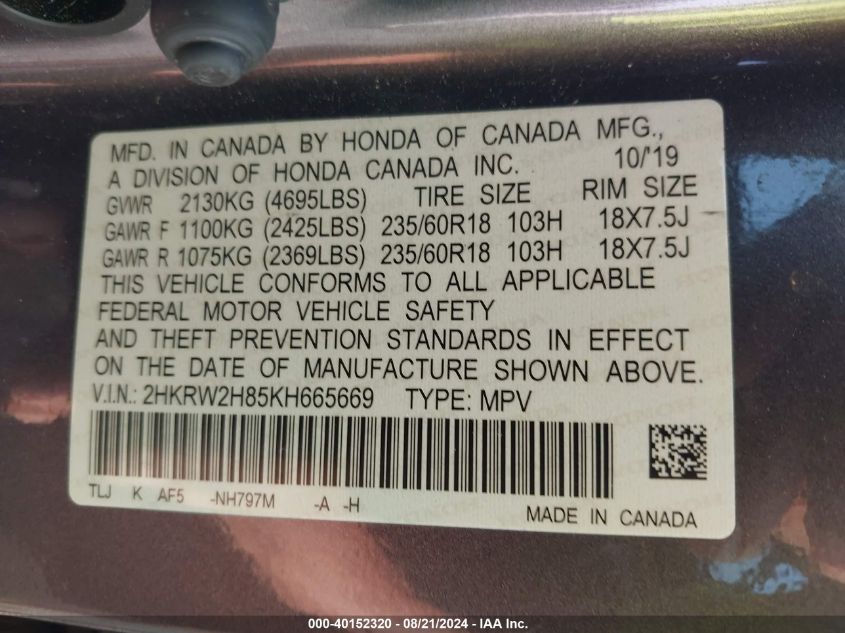 MFD. IN CANADA BY HONDA OF CANADA MFG.,
A DIVISION OF HONDA CANADA INC. 10/'19
GVWR 2130KG (4695LBS) TIRE SIZE RIM SIZE
GAWR F 1100KG (2425LBS) 235/60R18 103H 18X7.5J
GAWR R 1075KG (2369LBS) 235/60R18 103H 18X7.5J
THIS VEHICLE CONFORMS TO ALL APPLICABLE
FEDERAL MOTOR VEHICLE SAFETY
AND THEFT PREVENTION STANDARDS IN EFFECT
ON THE DATE OF MANUFACTURE SHOWN ABOVE.
V.I.N.: 2HKRW2H85KH665669 TYPE: MPV
TLJ K AF5 -NH797M -A -H
MADE IN CANADA
000-40152320 - 08/21/2024 - IAA Inc.